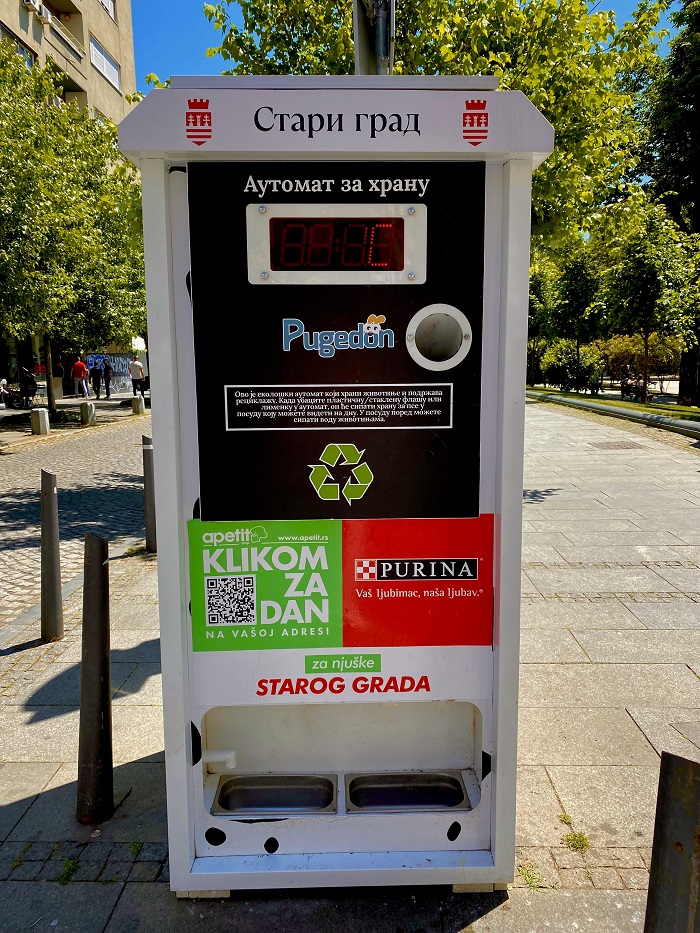 Стари град
Аутомат за храну
C
Pugedon
Ово је еколошки аутомат који храни животиње и подржава
рециклажу. Када убаците пластичну/стаклену флашу или
лименку у аутомат, он ће сипати храну за псе у
посуду коју можете видети на дну. У посуду поред можете
сипати воду животињама.
apetit
www.apetit.rs
KLIKOM
ZA
DAN
NA VAŠOJ ADRESI
PURINA
Vaš ljubimac, naša ljubav.®
za njuške
STAROG GRADA